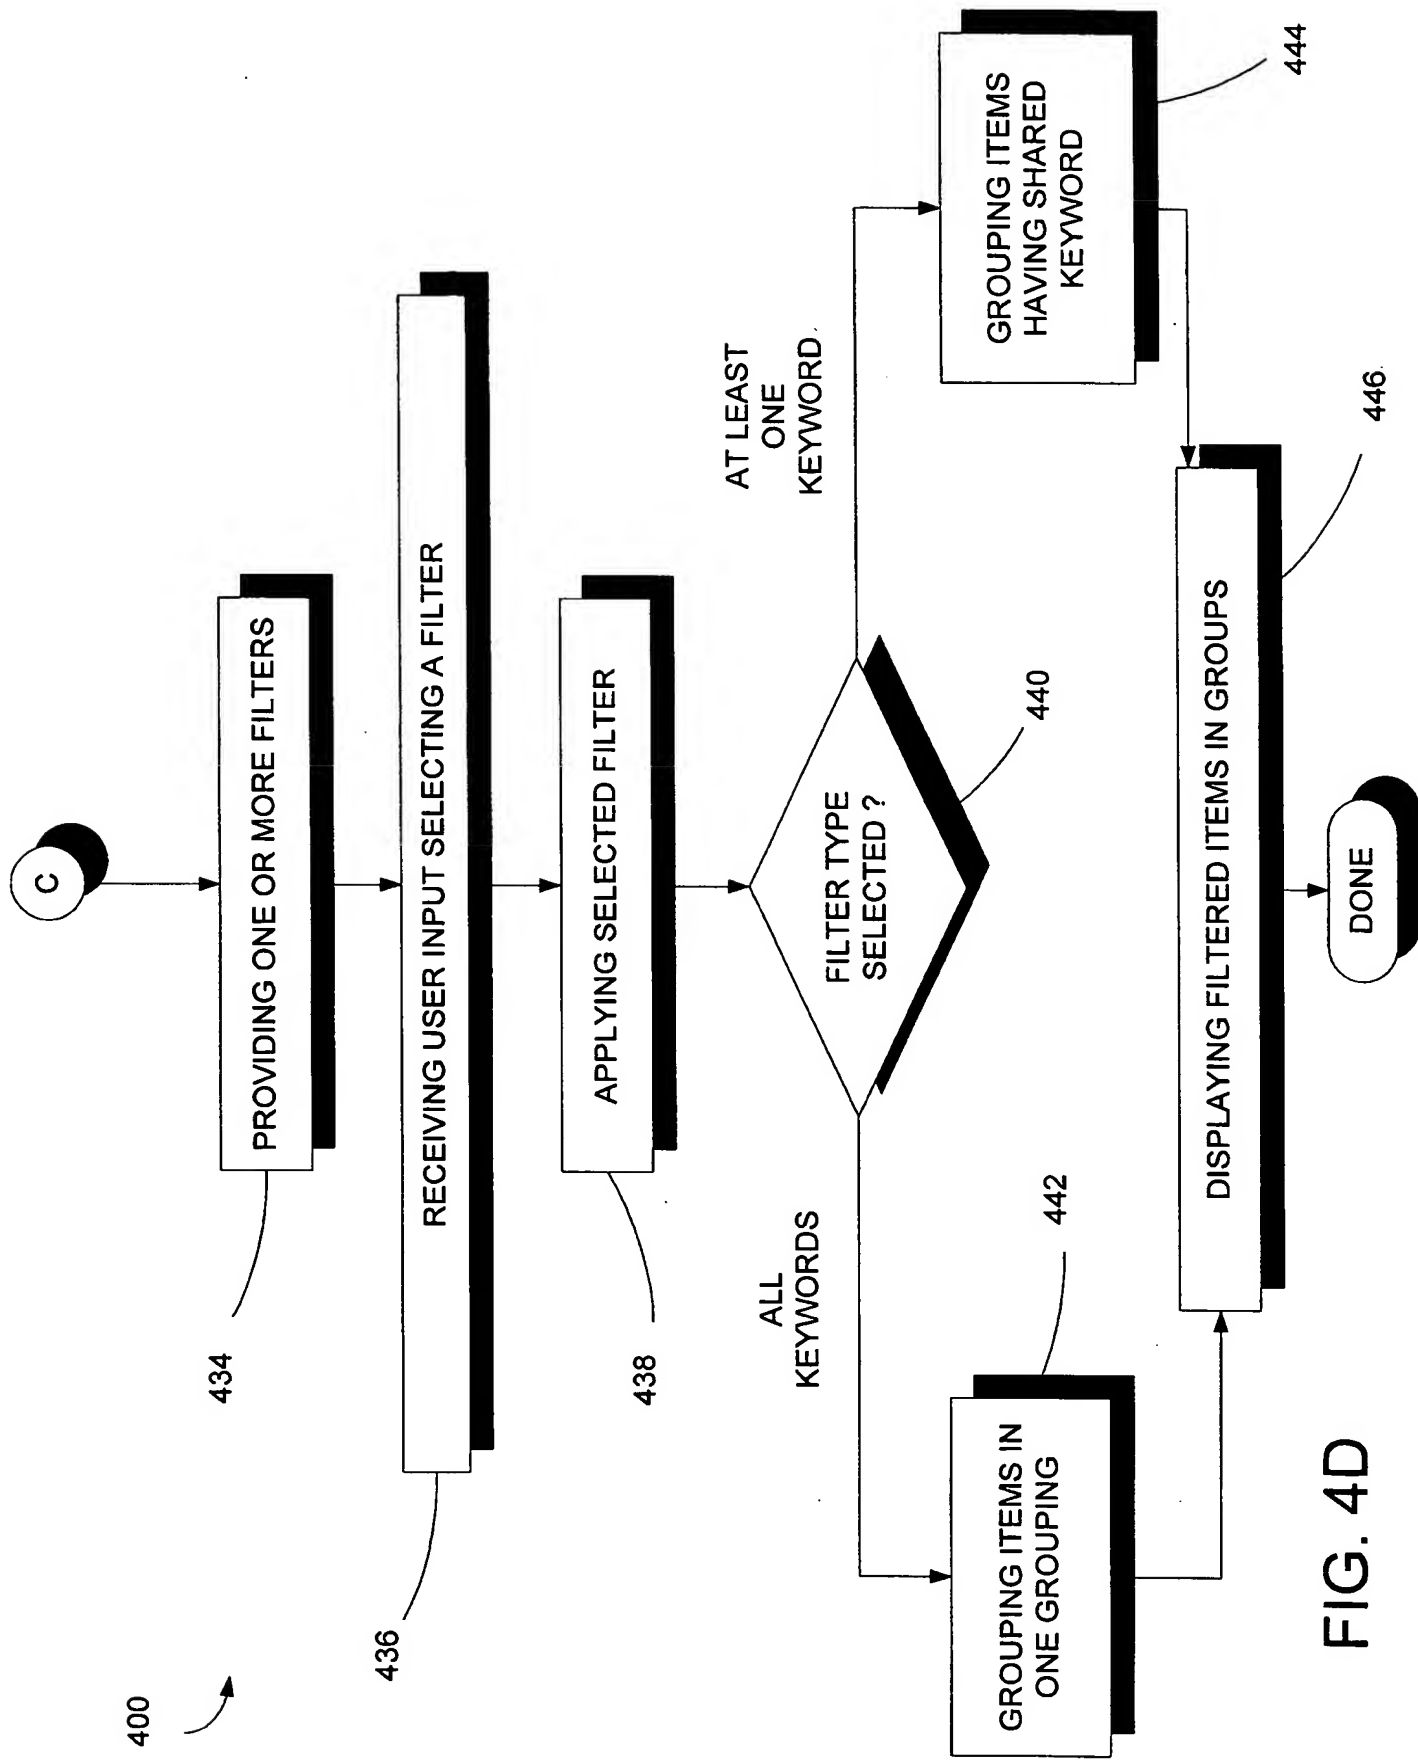 400
C
PROVIDING ONE OR MORE FILTERS
434
RECEIVING USER INPUT SELECTING A FILTER
436
APPLYING SELECTED FILTER
438
FILTER TYPE
SELECTED ?
440
ALL
KEYWORDS
AT LEAST
ONE
KEYWORD
GROUPING ITEMS IN
ONE GROUPING
442
GROUPING ITEMS
HAVING SHARED
KEYWORD
444
DISPLAYING FILTERED ITEMS IN GROUPS
446
DONE
FIG. 4D